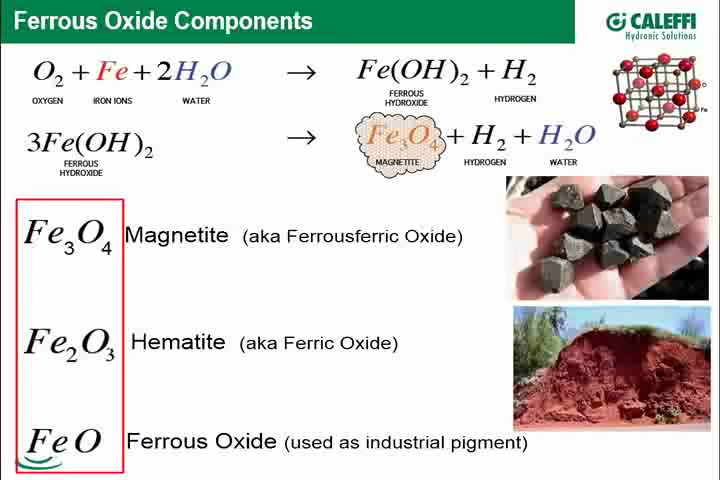 Ferrous Oxide Components
CALEFFI
Hydronic Solutions
O₂ + Fe + 2H₂O → Fe(OH)₂ + H₂
OXYGEN IRON IONS WATER FERROUS HYDROXIDE HYDROGEN
3Fe(OH)₂ → Fe₃O₄ + H₂ + H₂O
FERROUS HYDROXIDE MAGNETITE HYDROGEN WATER
O
Fe
Fe₃O₄ Magnetite (aka Ferrousferric Oxide)
Fe₂O₃ Hematite (aka Ferric Oxide)
FeO Ferrous Oxide (used as industrial pigment)